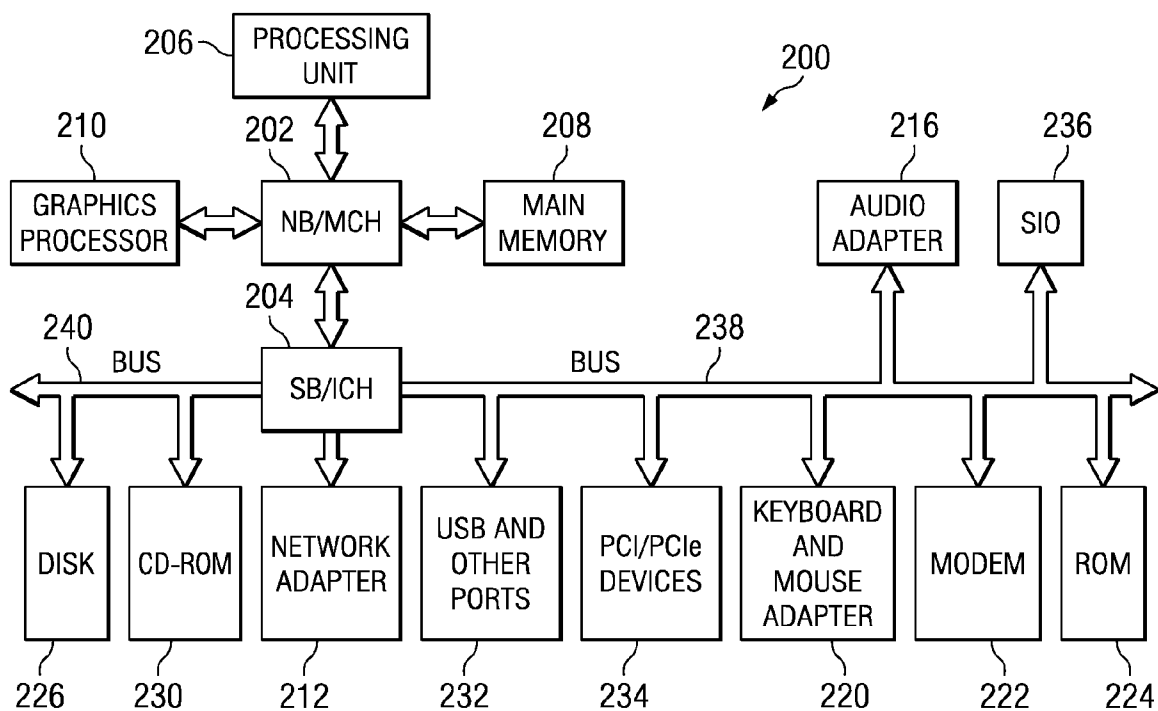 206
PROCESSING
UNIT
200
210
202
208
216
236
GRAPHICS
PROCESSOR
NB/MCH
MAIN
MEMORY
AUDIO
ADAPTER
SIO
204
240
BUS
SB/ICH
BUS
238
DISK
CD-ROM
NETWORK
ADAPTER
USB AND
OTHER
PORTS
PCI/PCIe
DEVICES
KEYBOARD
AND
MOUSE
ADAPTER
MODEM
ROM
226
230
212
232
234
220
222
224